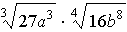 ∛(27a³) · ∜(16b⁸)